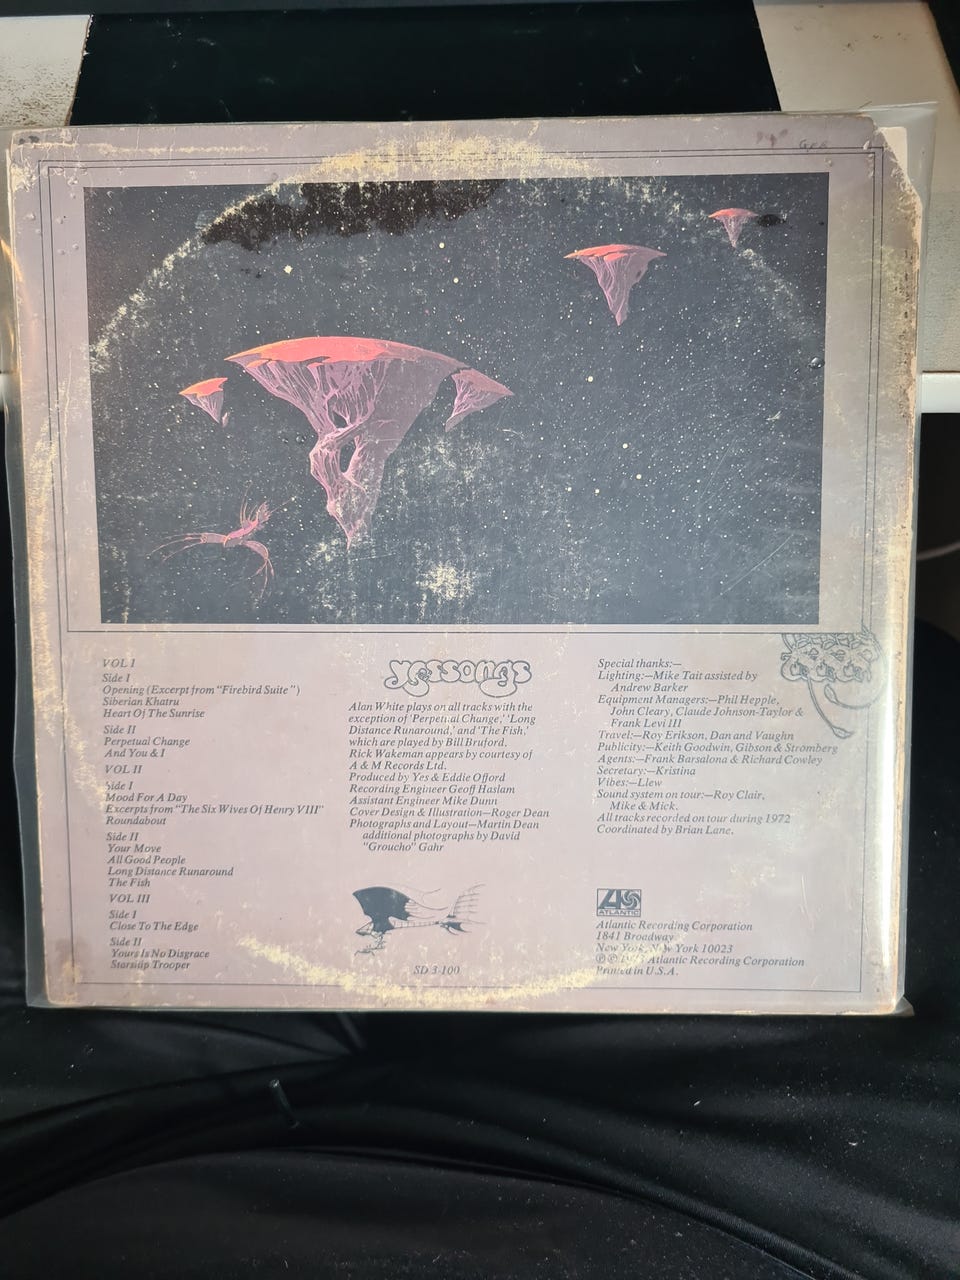 VOL I
Side I
Opening (Excerpt from "Firebird Suite")
Siberian Khatru
Heart Of The Sunrise
Side II
Perpetual Change
And You & I
VOL II
Side I
Mood For A Day
Excerpts from "The Six Wives Of Henry VIII"
Roundabout
Side II
Your Move
All Good People
Long Distance Runaround
The Fish
VOL III
Side I
Close To The Edge
Side II
Yours Is No Disgrace
Starship Trooper
yessongs
Alan White plays on all tracks with the
exception of 'Perpetual Change,' 'Long
Distance Runaround,' and 'The Fish,'
which are played by Bill Bruford.
Rick Wakeman appears by courtesy of
A & M Records Ltd.
Produced by Yes & Eddie Offord
Recording Engineer Geoff Haslam
Assistant Engineer Mike Dunn
Cover Design & Illustration—Roger Dean
Photographs and Layout—Martin Dean
additional photographs by David
"Groucho" Gahr
SD 3-100
Special thanks:—
Lighting:—Mike Tait assisted by
Andrew Barker
Equipment Managers:—Phil Hepple,
John Cleary, Claude Johnson-Taylor &
Frank Levi III
Travel:—Roy Erikson, Dan and Vaughn
Publicity:—Keith Goodwin, Gibson & Stromberg
Agents:—Frank Barsalona & Richard Cowley
Secretary:—Kristina
Vibes:—Llew
Sound system on tour:—Roy Clair,
Mike & Mick.
All tracks recorded on tour during 1972
Coordinated by Brian Lane.
ATLANTIC
Atlantic Recording Corporation
1841 Broadway
New York, New York 10023
℗ © 1973 Atlantic Recording Corporation
Printed in U.S.A.